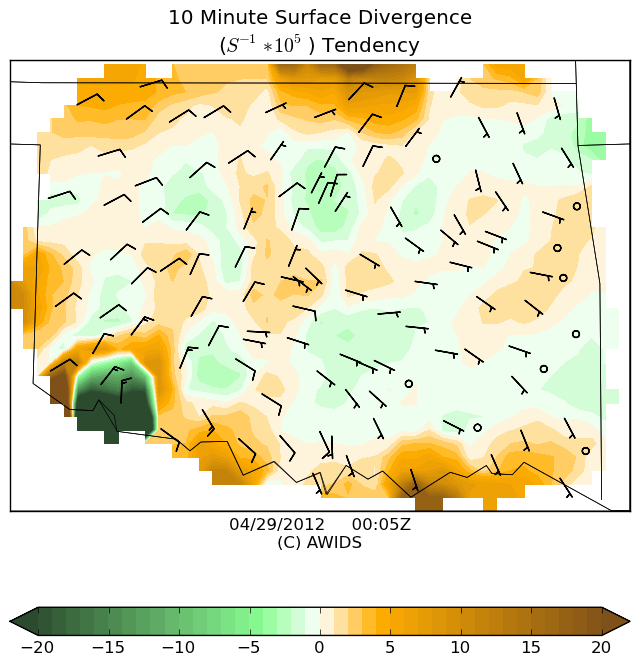 10 Minute Surface Divergence
($S^{-1}*10^{5}$ ) Tendency
04/29/2012 00:05Z
(C) AWIDS
−20 −15 −10 −5 0 5 10 15 20